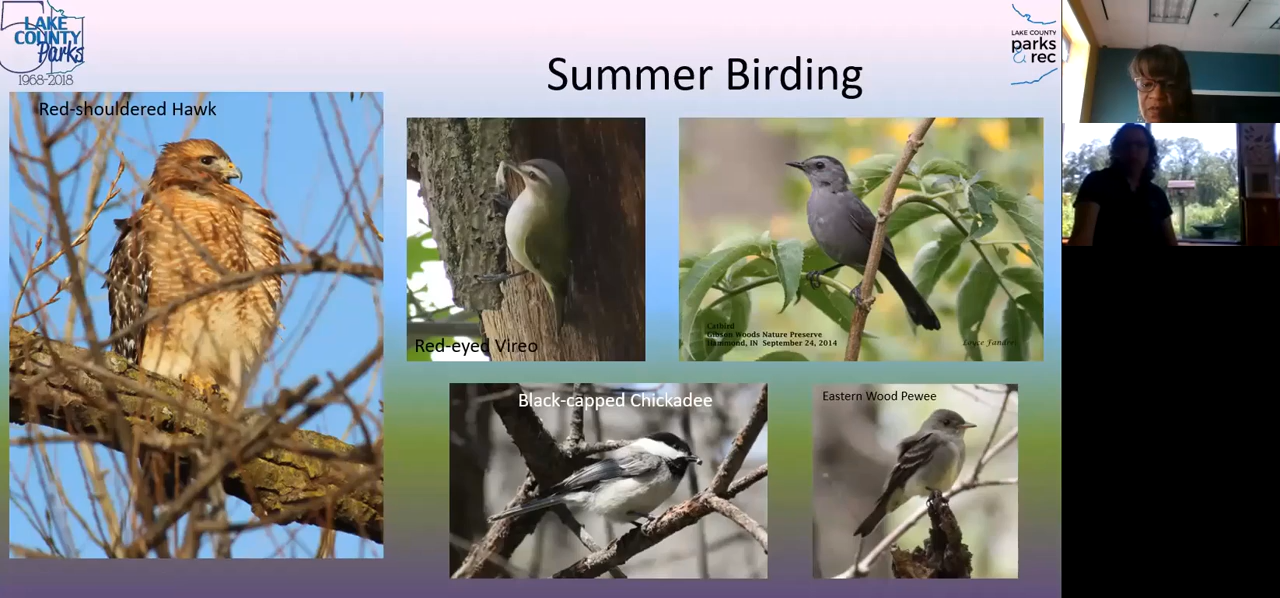 LAKE
COUNTY
Parks
1968-2018
LAKE COUNTY
parks
& rec
Summer Birding
Red-shouldered Hawk
Red-eyed Vireo
Catbird
Gibson Woods Nature Preserve
Hammond, IN September 24, 2014
Black-capped Chickadee
Eastern Wood Pewee